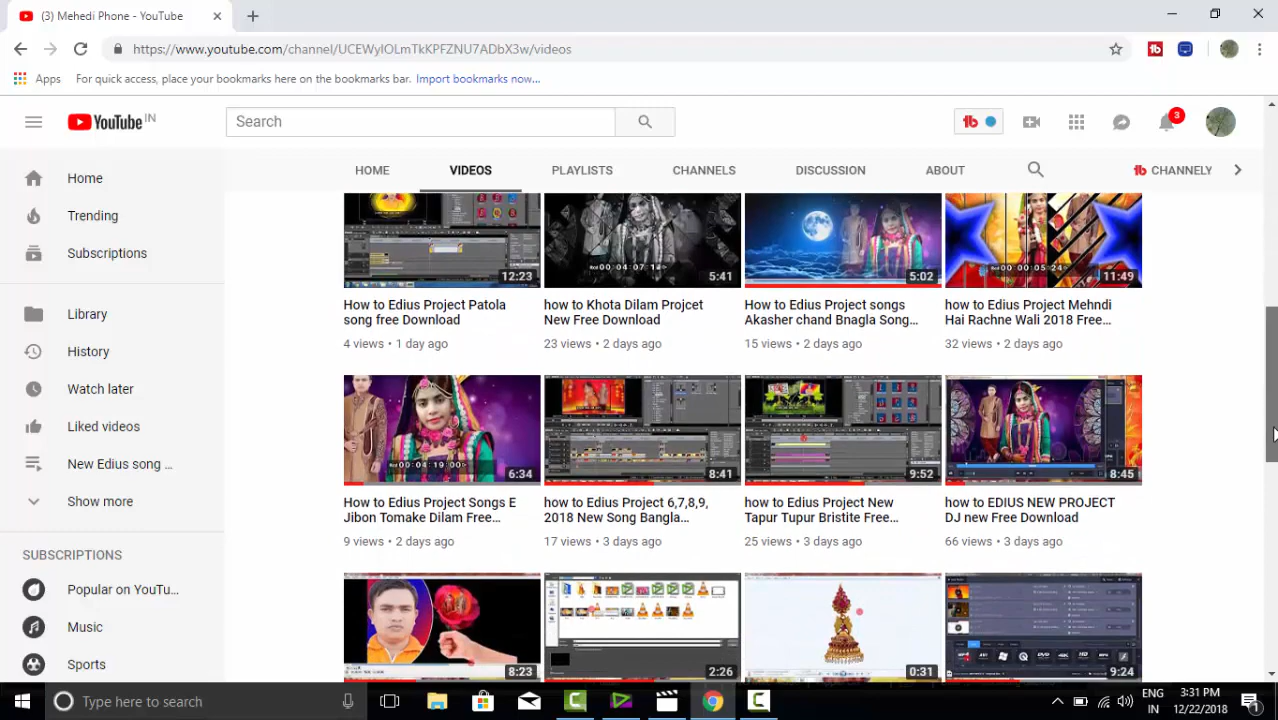 (3) Mehedi Phone - YouTube
https://www.youtube.com/channel/UCEWyIOLmTkKPFZNU7ADbX3w/videos
Apps For quick access, place your bookmarks here on the bookmarks bar. Import bookmarks now...
YouTube IN
Search
3
HOME VIDEOS PLAYLISTS CHANNELS DISCUSSION ABOUT CHANNELY
Home
Trending
Subscriptions
Library
History
Watch later
Liked videos
New Edius song ...
Show more
SUBSCRIPTIONS
Popular on YouTu...
Music
Sports
12:23 5:41 5:02 11:49
How to Edius Project Patola song free Download
4 views • 1 day ago
how to Khota Dilam Projcet New Free Download
23 views • 2 days ago
How to Edius Project songs Akasher chand Bnagla Song...
15 views • 2 days ago
how to Edius Project Mehndi Hai Rachne Wali 2018 Free...
32 views • 2 days ago
6:34 8:41 9:52 8:45
How to Edius Project Songs E Jibon Tomake Dilam Free...
9 views • 2 days ago
how to Edius Project 6,7,8,9, 2018 New Song Bangla...
17 views • 3 days ago
how to Edius Project New Tapur Tupur Bristite Free...
25 views • 3 days ago
how to EDIUS NEW PROJECT DJ new Free Download
66 views • 3 days ago
8:23 2:26 0:31 9:24
Type here to search
ENG
IN
3:31 PM
12/22/2018
1